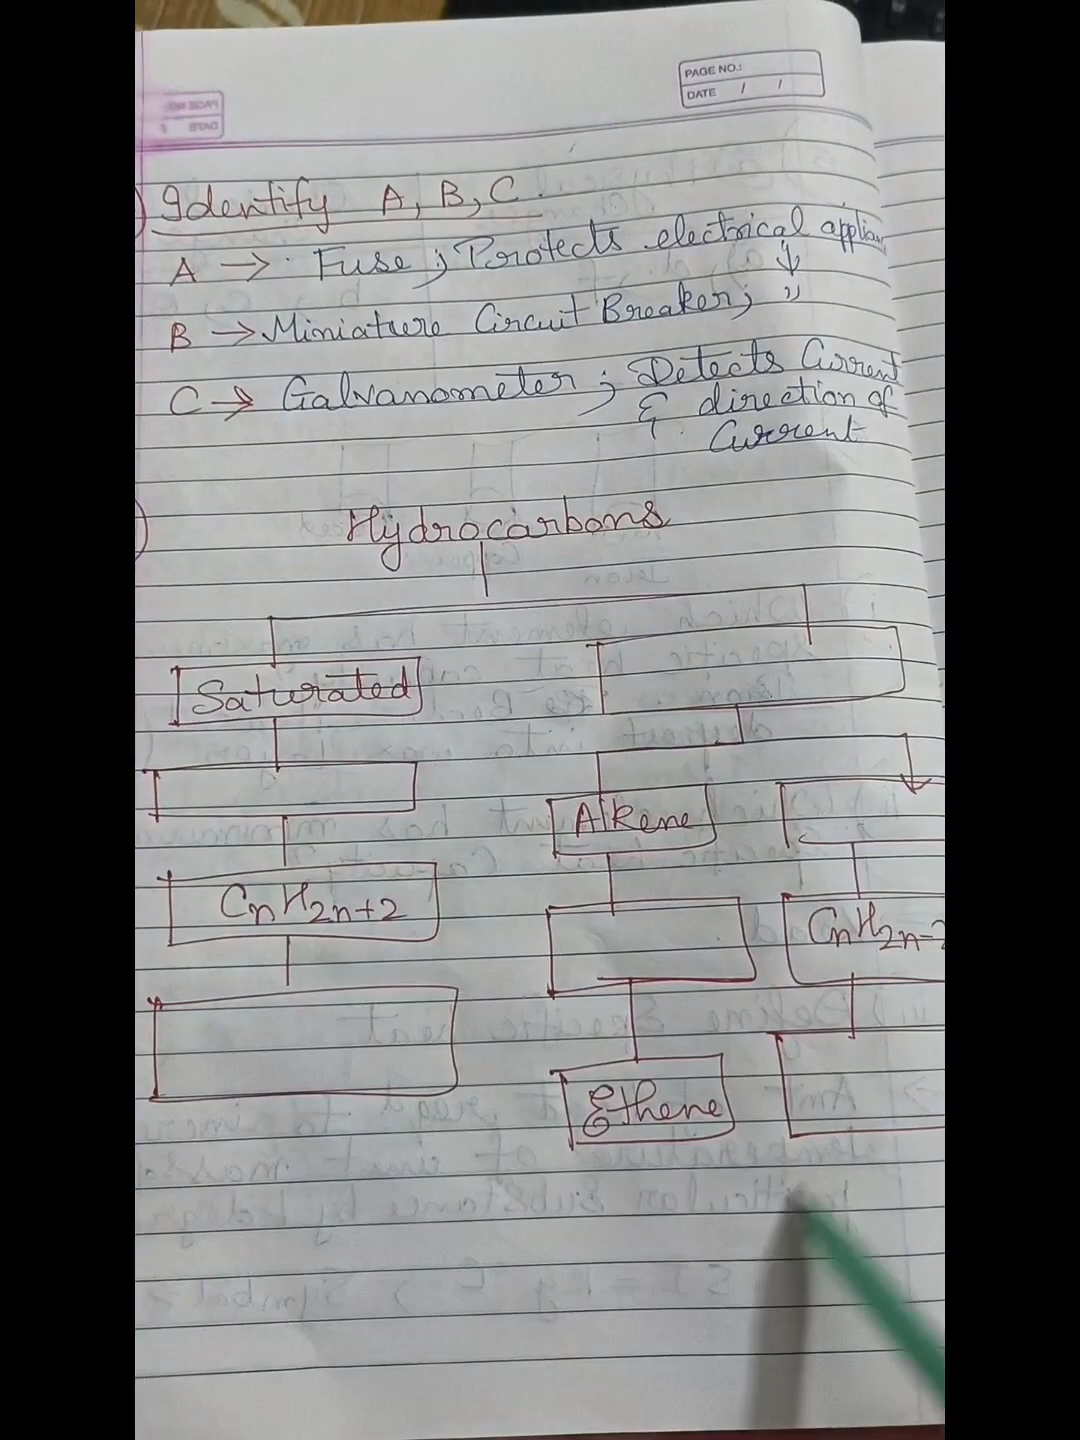 PAGE NO.:
DATE / /
Identify A, B, C.
A → Fuse ; Protects electrical
B → Miniature Circuit Breaker ; "
C → Galvanometer ; Detects Current
& direction of
Current
Hydrocarbons
Saturated
Alkene
CnH2n+2
CnH2n-2
Ethene